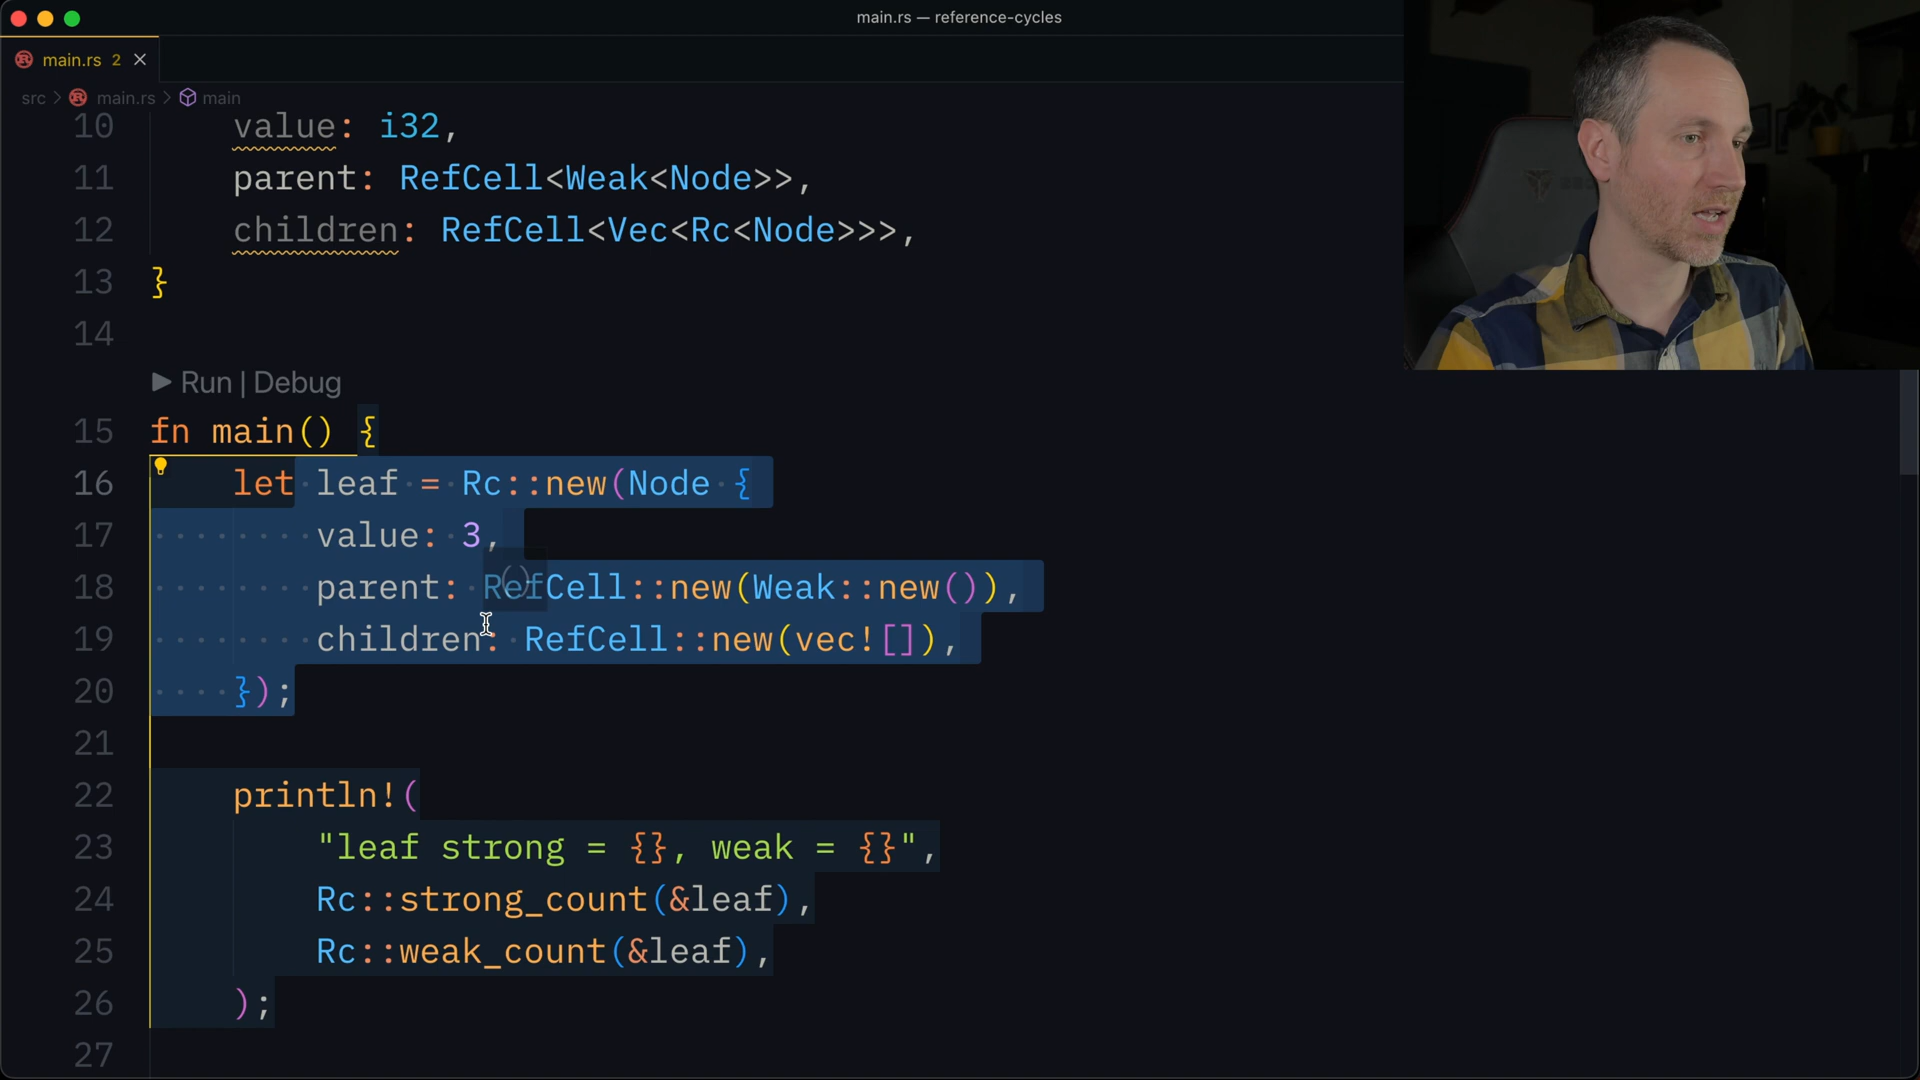 main.rs — reference-cycles
main.rs 2
src > main.rs > main
10 value: i32,
11 parent: RefCell<Weak<Node>>,
12 children: RefCell<Vec<Rc<Node>>>,
13 }
14
Run | Debug
15 fn main() {
16 let leaf = Rc::new(Node {
17 value: 3,
18 parent: RefCell::new(Weak::new()),
19 children: RefCell::new(vec![]),
20 });
21
22 println!(
23 "leaf strong = {}, weak = {}",
24 Rc::strong_count(&leaf),
25 Rc::weak_count(&leaf),
26 );
27